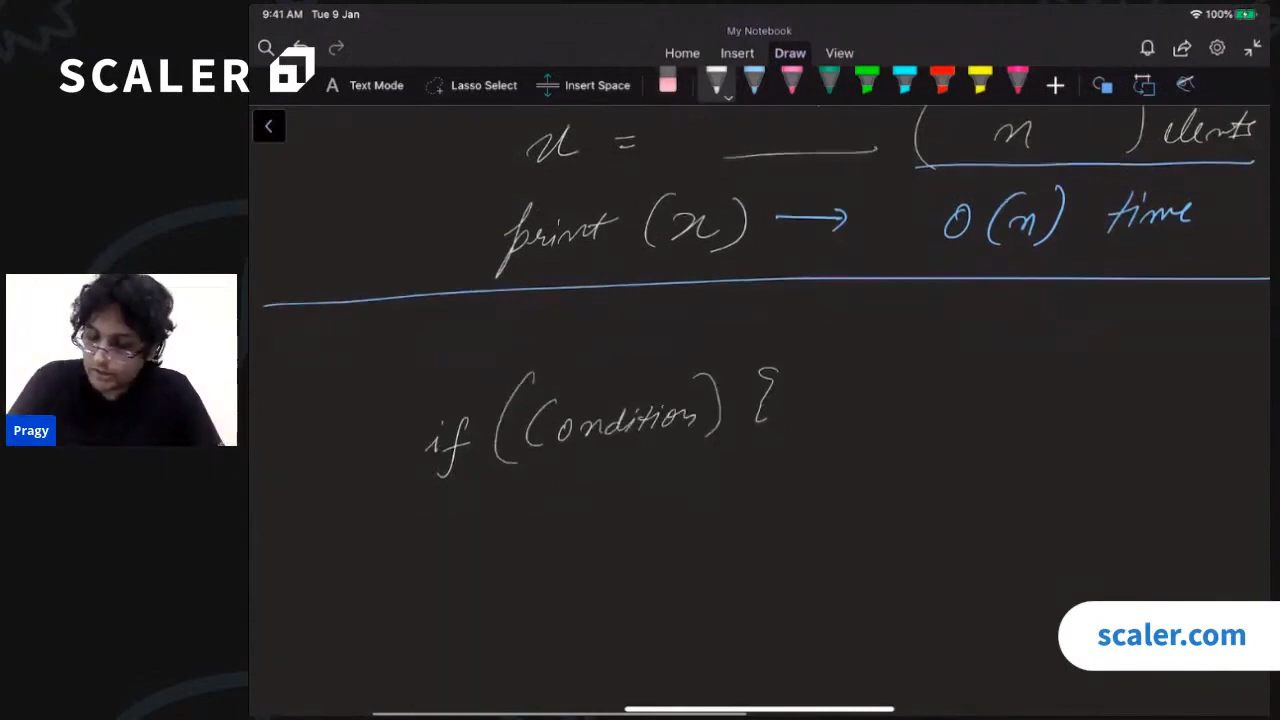 9:41 AM Tue 9 Jan
100%
My Notebook
SCALER
Home Insert Draw View
A Text Mode Lasso Select Insert Space
x = ( n ) elents
print (x) → O(n) time
if (Condition) {
Pragy
scaler.com